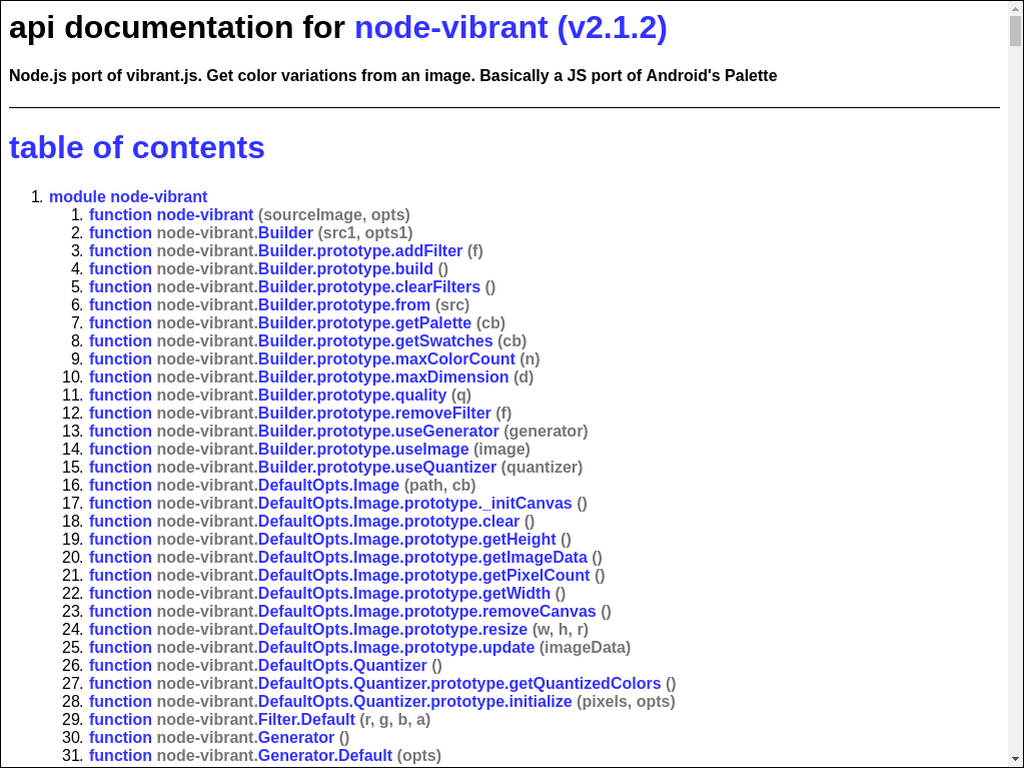 api documentation for node-vibrant (v2.1.2)
Node.js port of vibrant.js. Get color variations from an image. Basically a JS port of Android's Palette
table of contents
1. module node-vibrant
1. function node-vibrant (sourceImage, opts)
2. function node-vibrant.Builder (src1, opts1)
3. function node-vibrant.Builder.prototype.addFilter (f)
4. function node-vibrant.Builder.prototype.build ()
5. function node-vibrant.Builder.prototype.clearFilters ()
6. function node-vibrant.Builder.prototype.from (src)
7. function node-vibrant.Builder.prototype.getPalette (cb)
8. function node-vibrant.Builder.prototype.getSwatches (cb)
9. function node-vibrant.Builder.prototype.maxColorCount (n)
10. function node-vibrant.Builder.prototype.maxDimension (d)
11. function node-vibrant.Builder.prototype.quality (q)
12. function node-vibrant.Builder.prototype.removeFilter (f)
13. function node-vibrant.Builder.prototype.useGenerator (generator)
14. function node-vibrant.Builder.prototype.useImage (image)
15. function node-vibrant.Builder.prototype.useQuantizer (quantizer)
16. function node-vibrant.DefaultOpts.Image (path, cb)
17. function node-vibrant.DefaultOpts.Image.prototype._initCanvas ()
18. function node-vibrant.DefaultOpts.Image.prototype.clear ()
19. function node-vibrant.DefaultOpts.Image.prototype.getHeight ()
20. function node-vibrant.DefaultOpts.Image.prototype.getImageData ()
21. function node-vibrant.DefaultOpts.Image.prototype.getPixelCount ()
22. function node-vibrant.DefaultOpts.Image.prototype.getWidth ()
23. function node-vibrant.DefaultOpts.Image.prototype.removeCanvas ()
24. function node-vibrant.DefaultOpts.Image.prototype.resize (w, h, r)
25. function node-vibrant.DefaultOpts.Image.prototype.update (imageData)
26. function node-vibrant.DefaultOpts.Quantizer ()
27. function node-vibrant.DefaultOpts.Quantizer.prototype.getQuantizedColors ()
28. function node-vibrant.DefaultOpts.Quantizer.prototype.initialize (pixels, opts)
29. function node-vibrant.Filter.Default (r, g, b, a)
30. function node-vibrant.Generator ()
31. function node-vibrant.Generator.Default (opts)